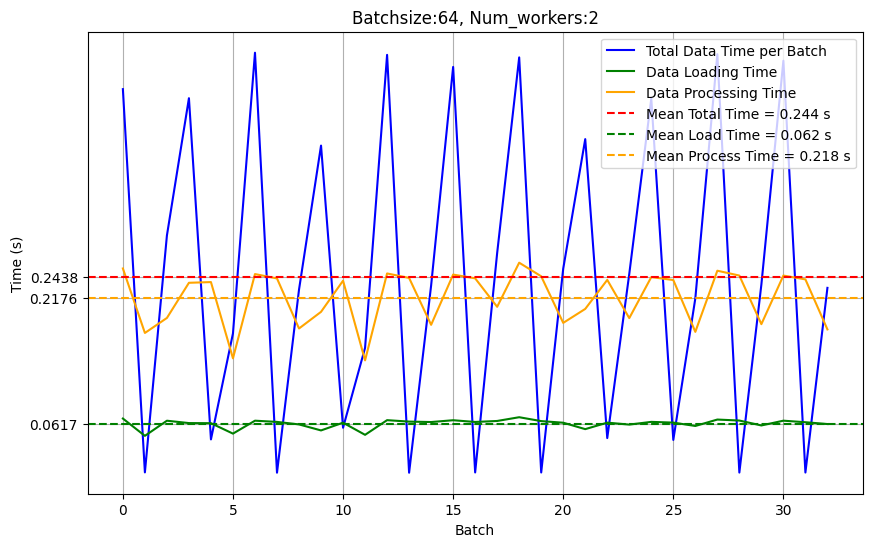 Batchsize:64, Num_workers:2
Total Data Time per Batch
Data Loading Time
Data Processing Time
Mean Total Time = 0.244 s
Mean Load Time = 0.062 s
Mean Process Time = 0.218 s
Time (s)
0.2438
0.2176
0.0617
0 5 10 15 20 25 30
Batch